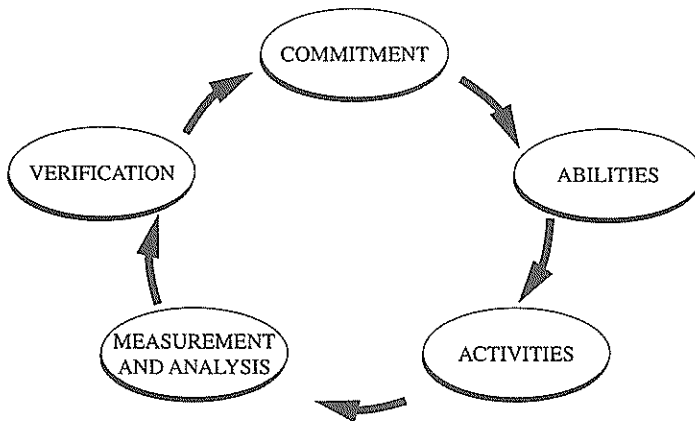 COMMITMENT
ABILITIES
ACTIVITIES
MEASUREMENT
AND ANALYSIS
VERIFICATION